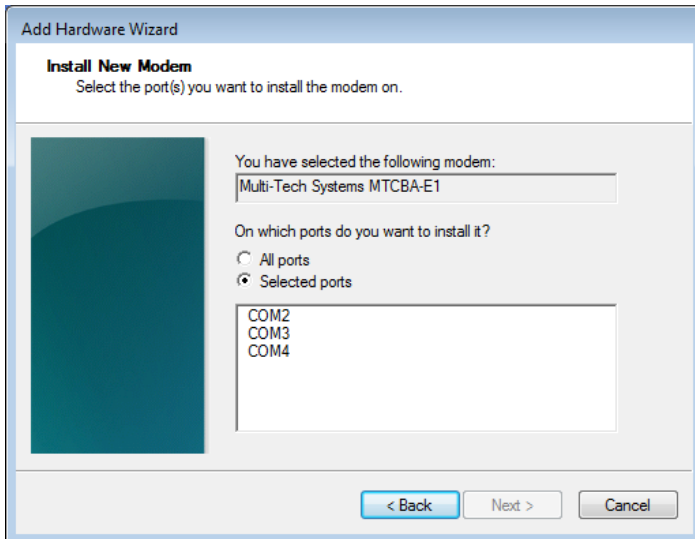 Add Hardware Wizard
Install New Modem
Select the port(s) you want to install the modem on.
You have selected the following modem:
Multi-Tech Systems MTCBA-E1
On which ports do you want to install it?
All ports
Selected ports
COM2
COM3
COM4
< Back Next > Cancel